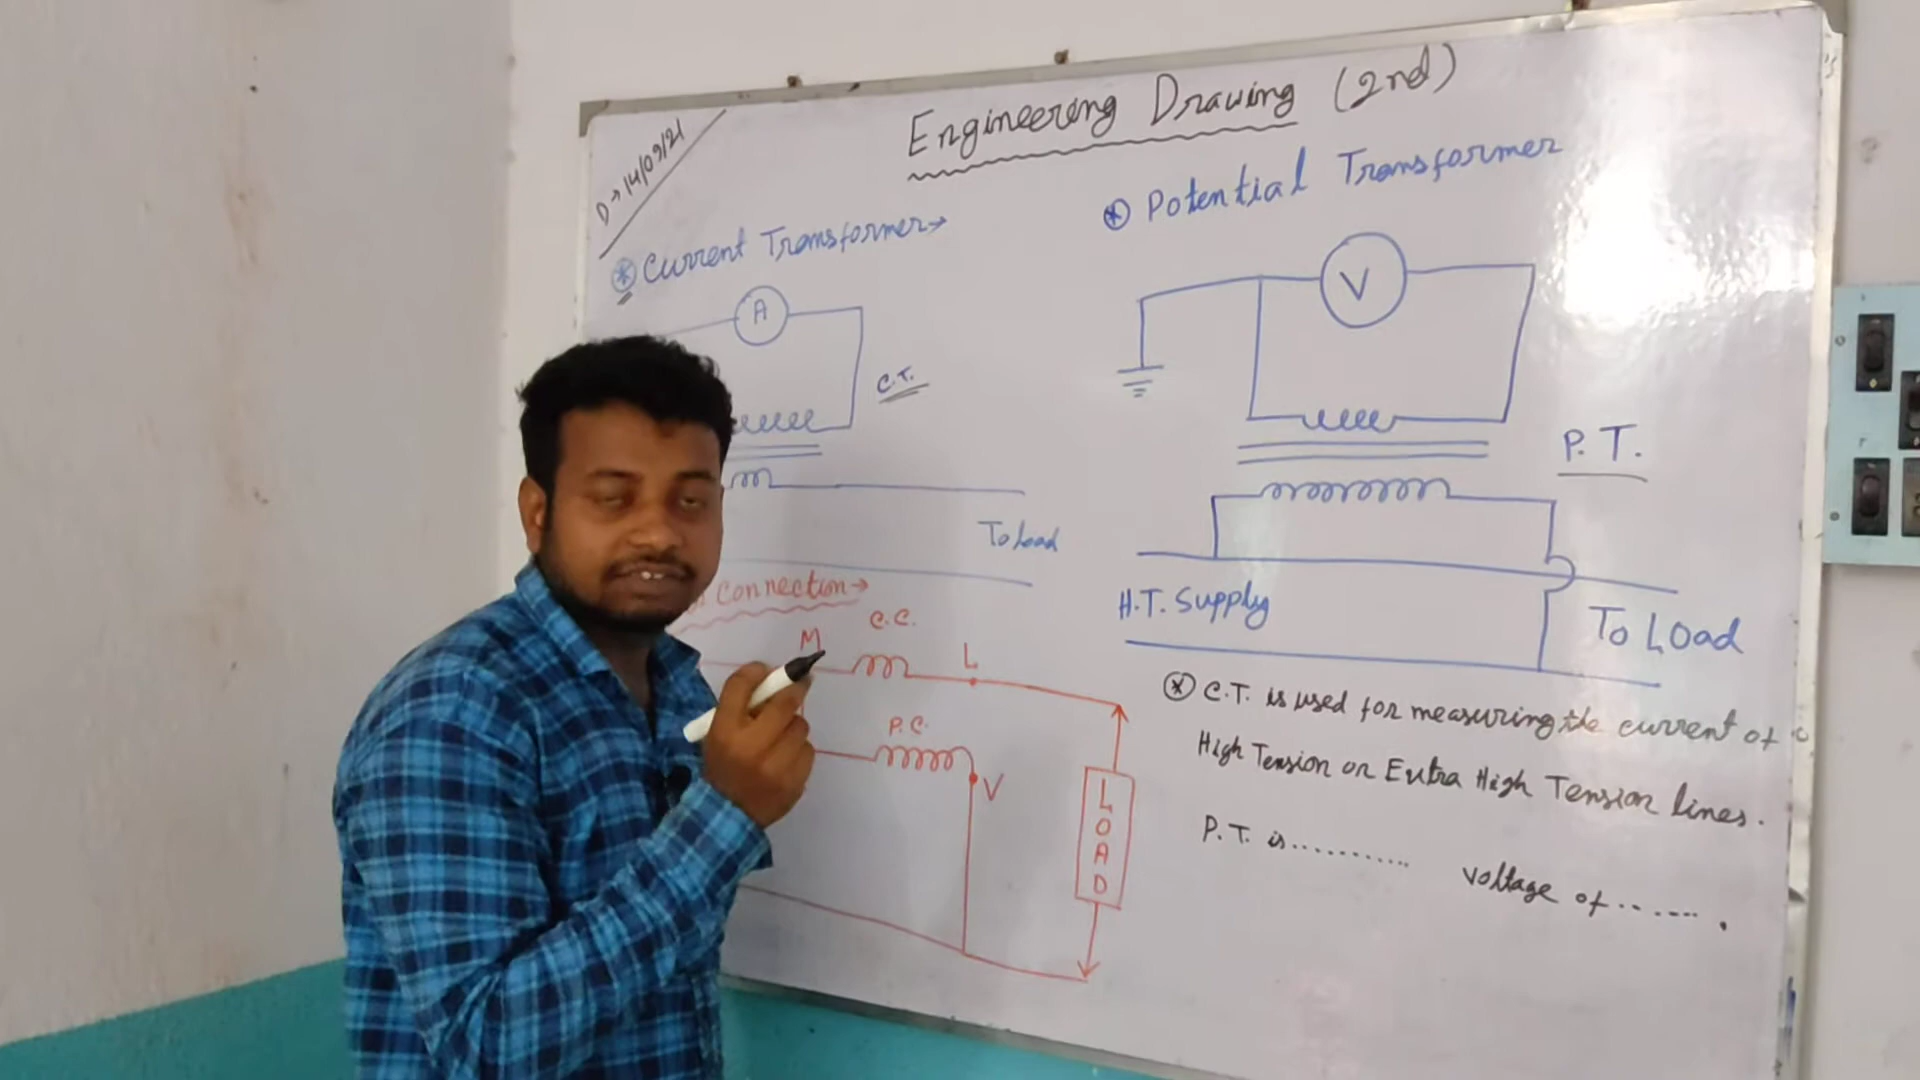 Engineering Drawing (2nd)
D→14/09/21
* Current Transformer→
A
C.T.
To Load
Connection→
M
C.C.
L
P.C.
V
LOAD
* Potential Transformer
V
P. T.
H.T. Supply
To Load
* C.T. is used for measuring the current of
High Tension or Extra High Tension lines.
P.T. is........... voltage of ....... .